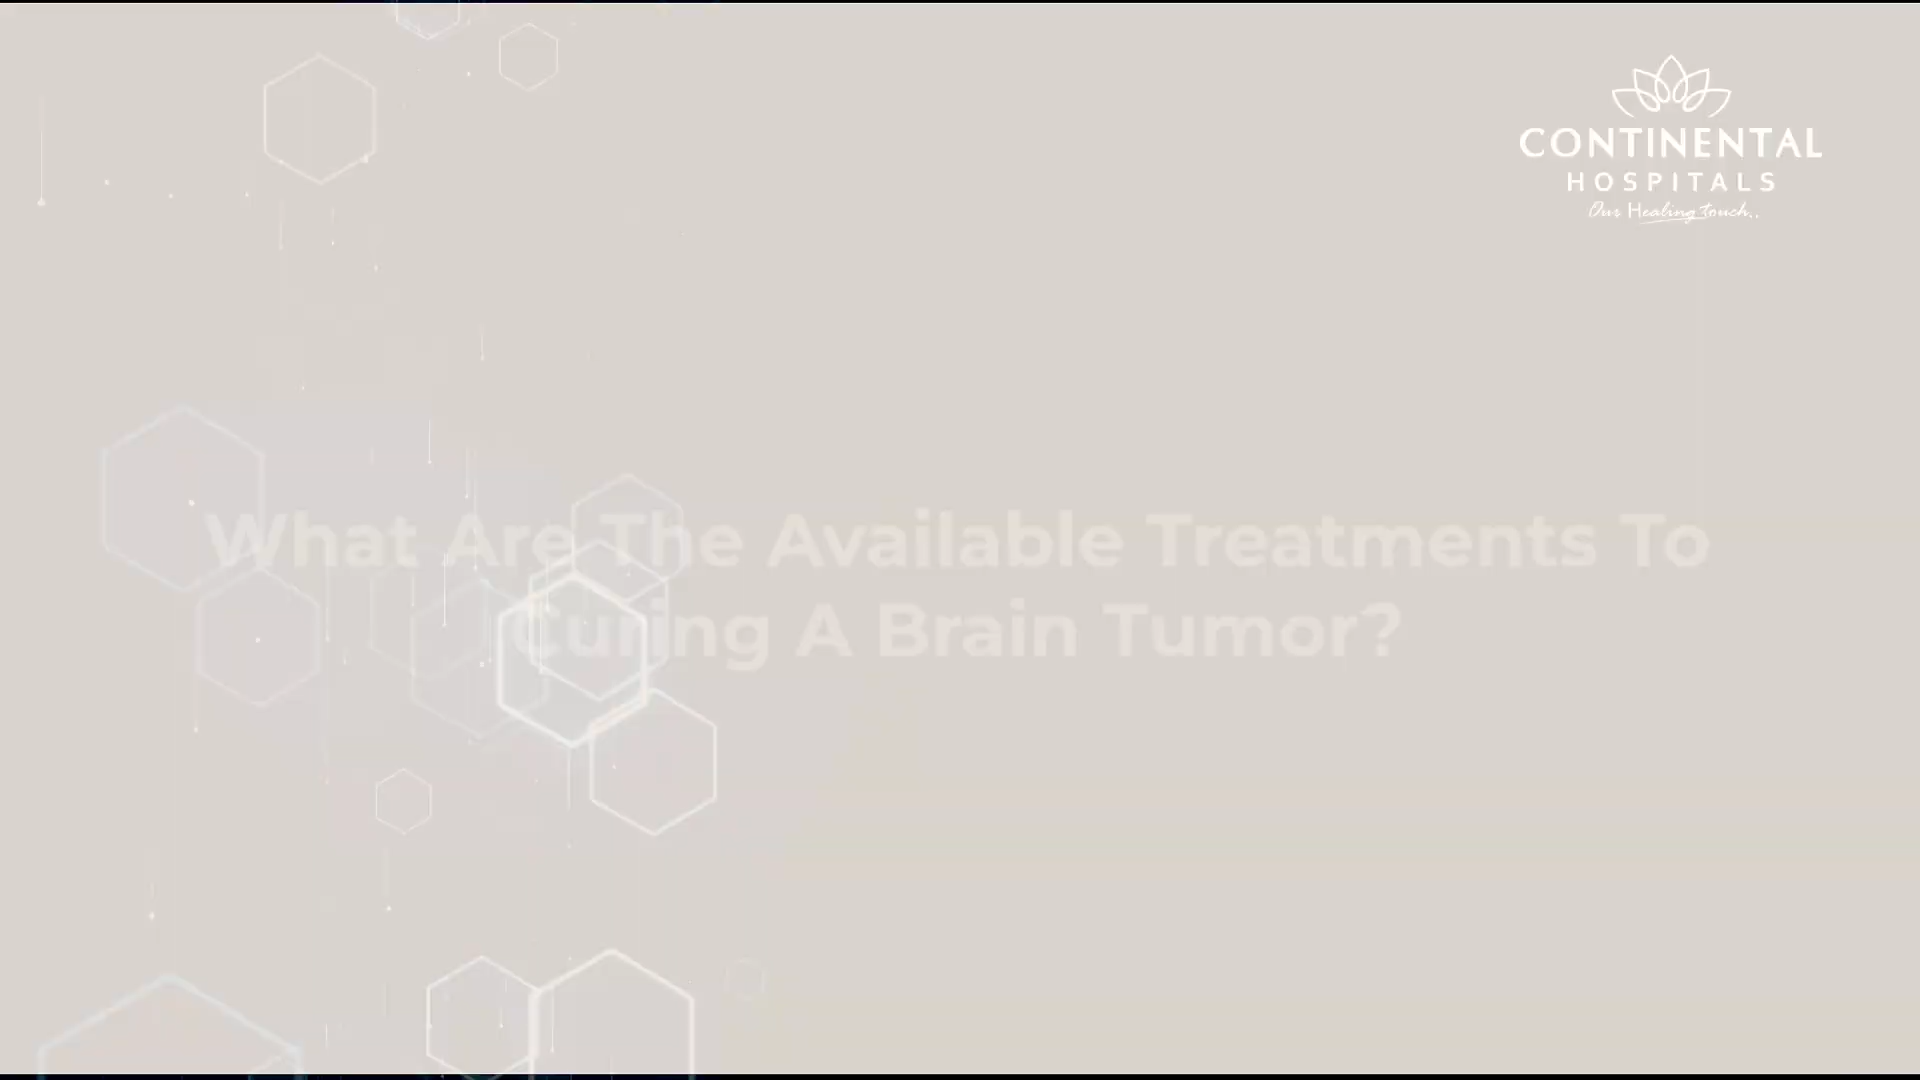 CONTINENTAL
HOSPITALS
Our Healing touch..
What Are The Available Treatments To
Curing A Brain Tumor?